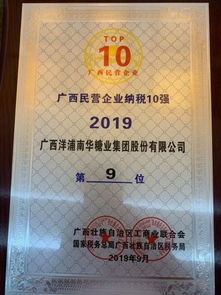 TOP
10
广西民营企业
广西民营企业纳税10强
2019
广西洋浦南华糖业集团股份有限公司
第 9 位
广西壮族自治区工商业联合会
国家税务总局广西壮族自治区税务局
2019年9月